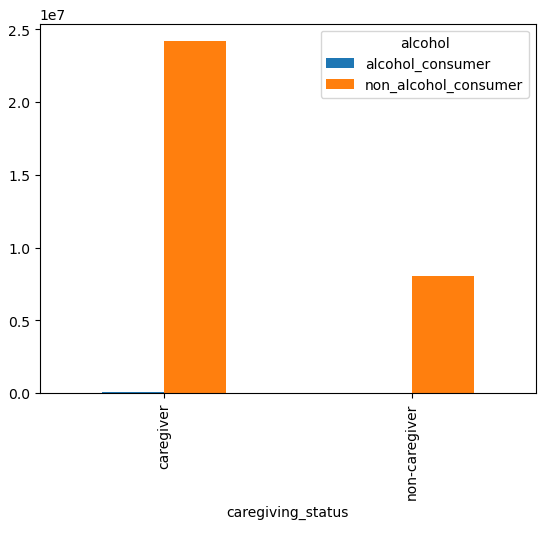 1e7
2.5
2.0
1.5
1.0
0.5
0.0
alcohol
alcohol_consumer
non_alcohol_consumer
caregiver
non-caregiver
caregiving_status